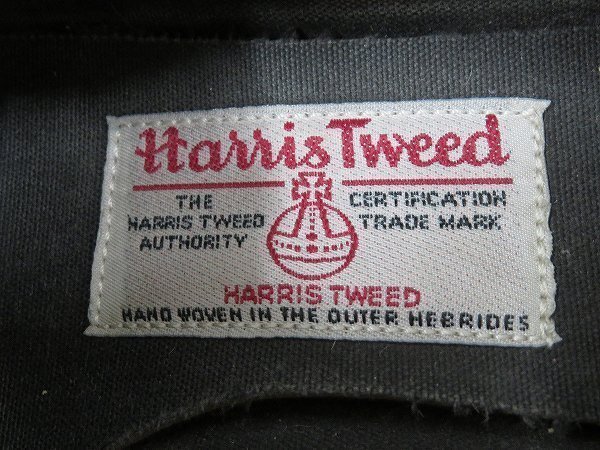 Harris Tweed
THE
HARRIS TWEED
AUTHORITY
CERTIFICATION
TRADE MARK
HARRIS TWEED
HAND WOVEN IN THE OUTER HEBRIDES